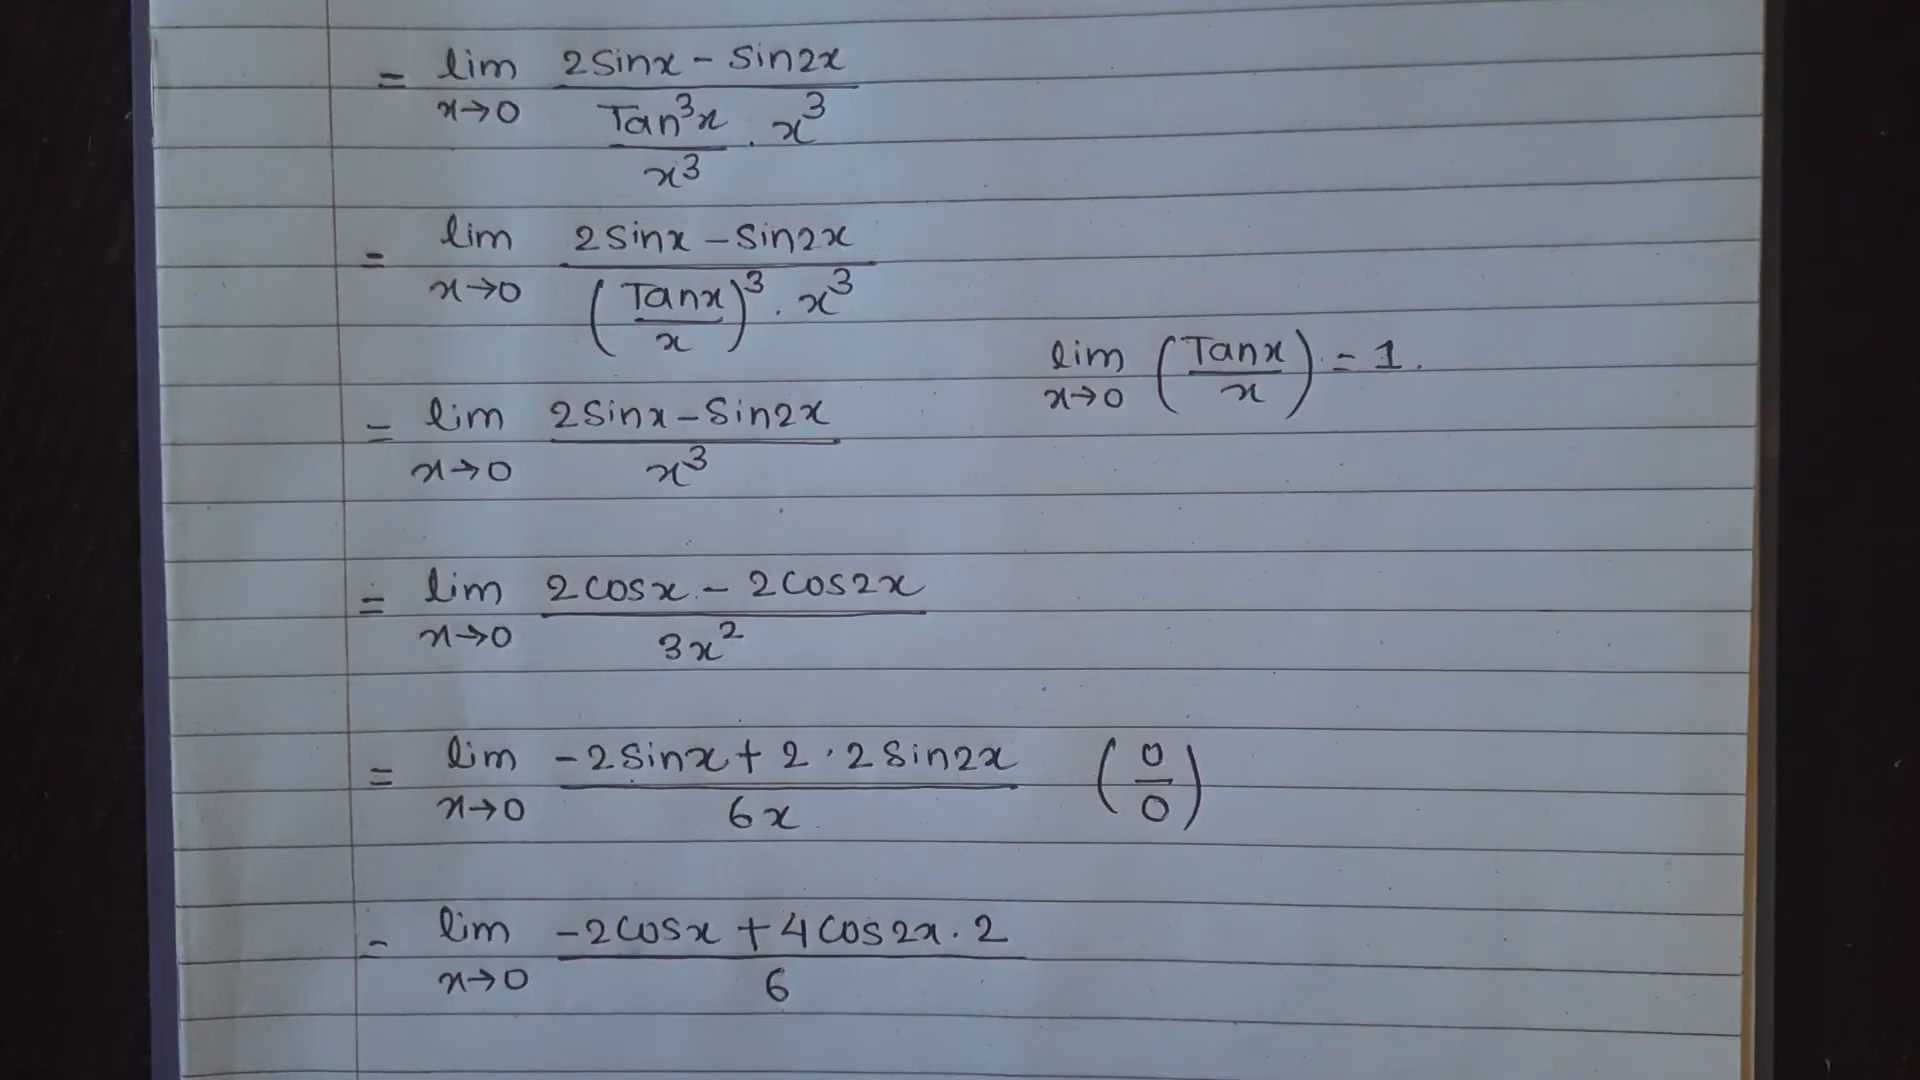 = lim x→0 (2Sinx - Sin2x) / ((Tan³x / x³) . x³)
= lim x→0 (2Sinx - Sin2x) / ((Tanx / x)³ . x³)
lim x→0 (Tanx / x) = 1.
= lim x→0 (2Sinx - Sin2x) / x³
= lim x→0 (2Cosx - 2Cos2x) / 3x²
= lim x→0 (-2Sinx + 2 · 2Sin2x) / 6x (0/0)
= lim x→0 (-2Cosx + 4Cos2x . 2) / 6